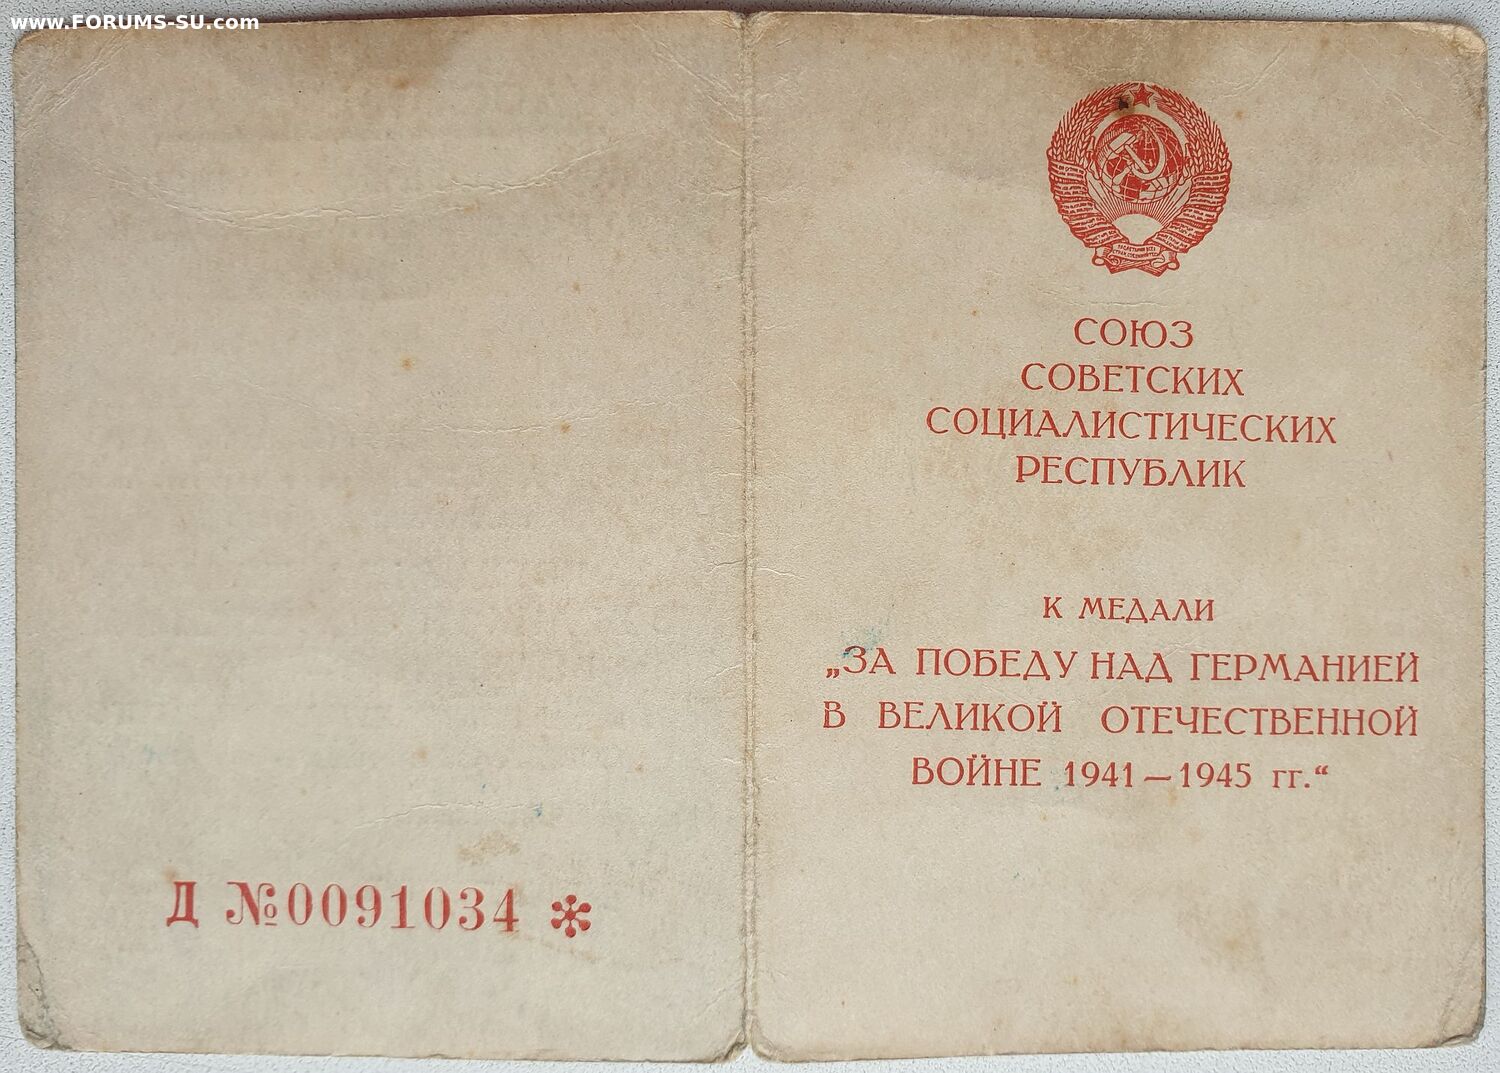 www.FORUMS-SU.com
СОЮЗ
СОВЕТСКИХ
СОЦИАЛИСТИЧЕСКИХ
РЕСПУБЛИК
К МЕДАЛИ
„ЗА ПОБЕДУ НАД ГЕРМАНИЕЙ
В ВЕЛИКОЙ ОТЕЧЕСТВЕННОЙ
ВОЙНЕ 1941—1945 гг.“
Д №0091034 *